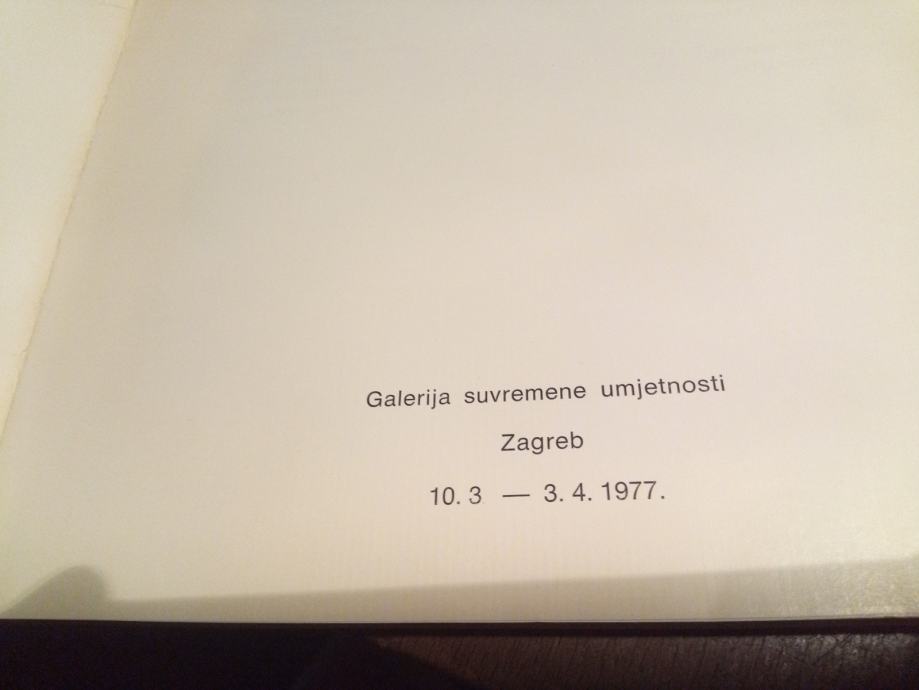 Galerija suvremene umjetnosti
Zagreb
10. 3 — 3. 4. 1977.